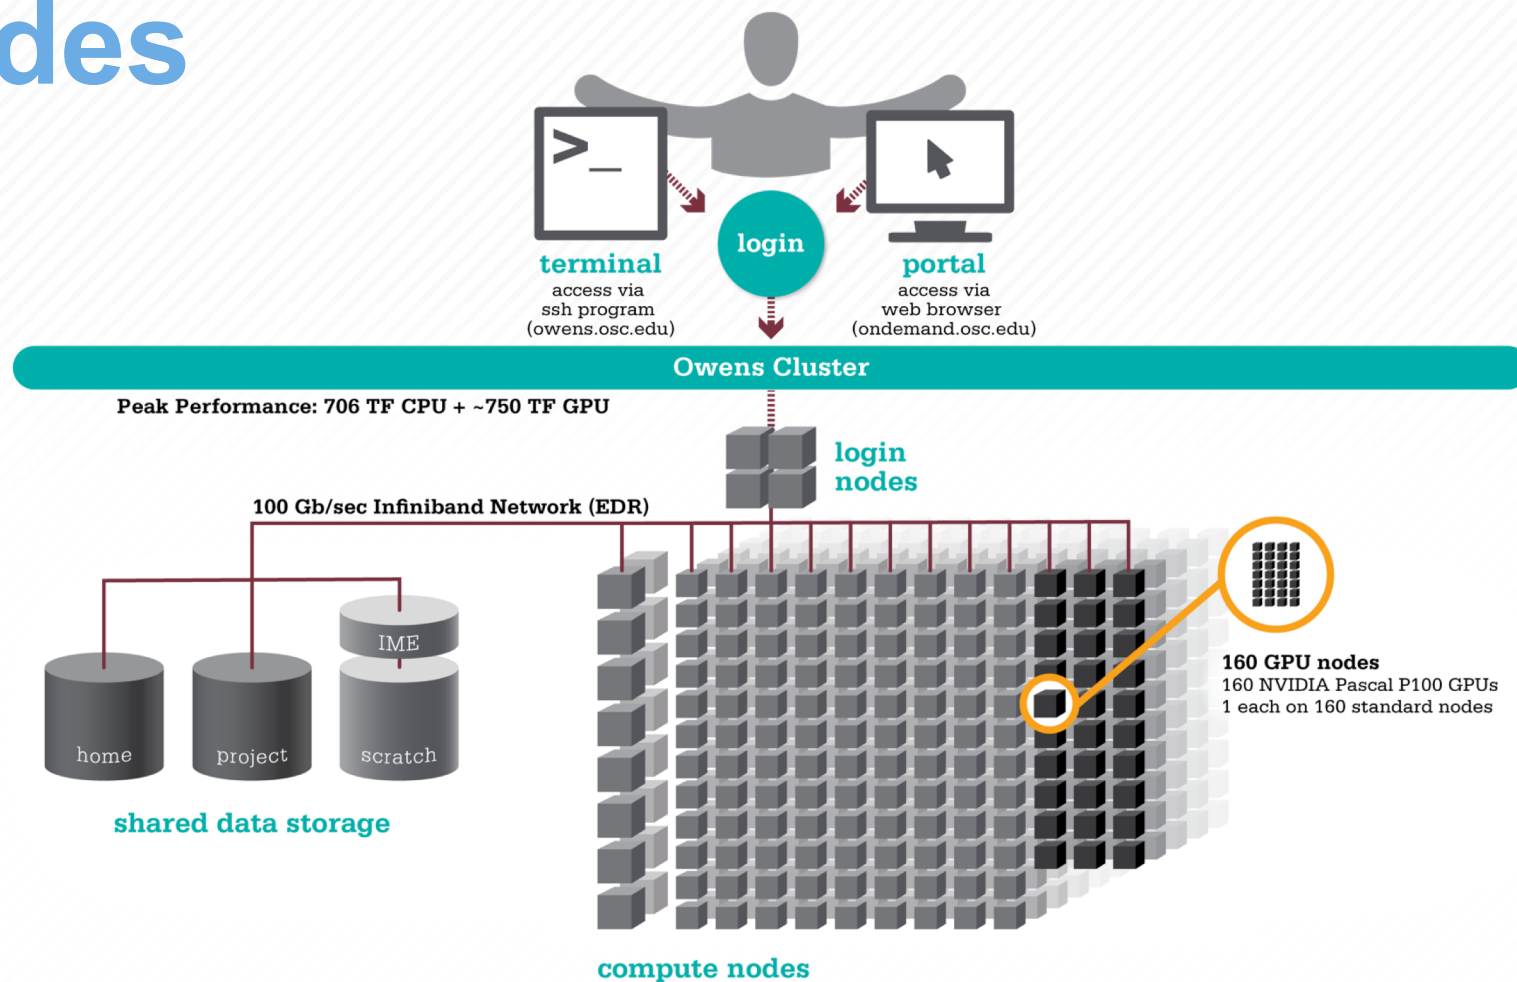 des
>_
login
terminal
access via
ssh program
(owens.osc.edu)
portal
access via
web browser
(ondemand.osc.edu)
Owens Cluster
Peak Performance: 706 TF CPU + ~750 TF GPU
login
nodes
100 Gb/sec Infiniband Network (EDR)
IME
home
project
scratch
shared data storage
160 GPU nodes
160 NVIDIA Pascal P100 GPUs
1 each on 160 standard nodes
compute nodes